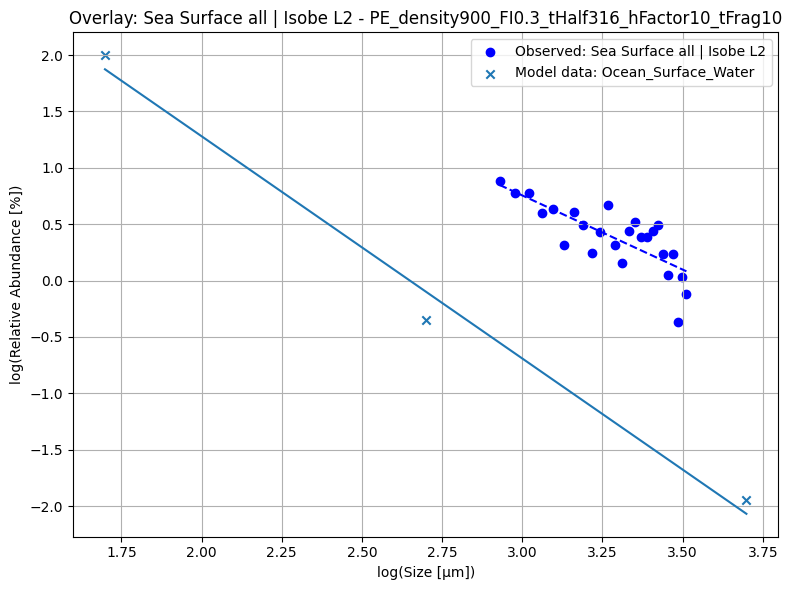 Overlay: Sea Surface all | Isobe L2 - PE_density900_FI0.3_tHalf316_hFactor10_tFrag10
Observed: Sea Surface all | Isobe L2
Model data: Ocean_Surface_Water
log(Relative Abundance [%])
2.0
1.5
1.0
0.5
0.0
−0.5
−1.0
−1.5
−2.0
1.75 2.00 2.25 2.50 2.75 3.00 3.25 3.50 3.75
log(Size [μm])